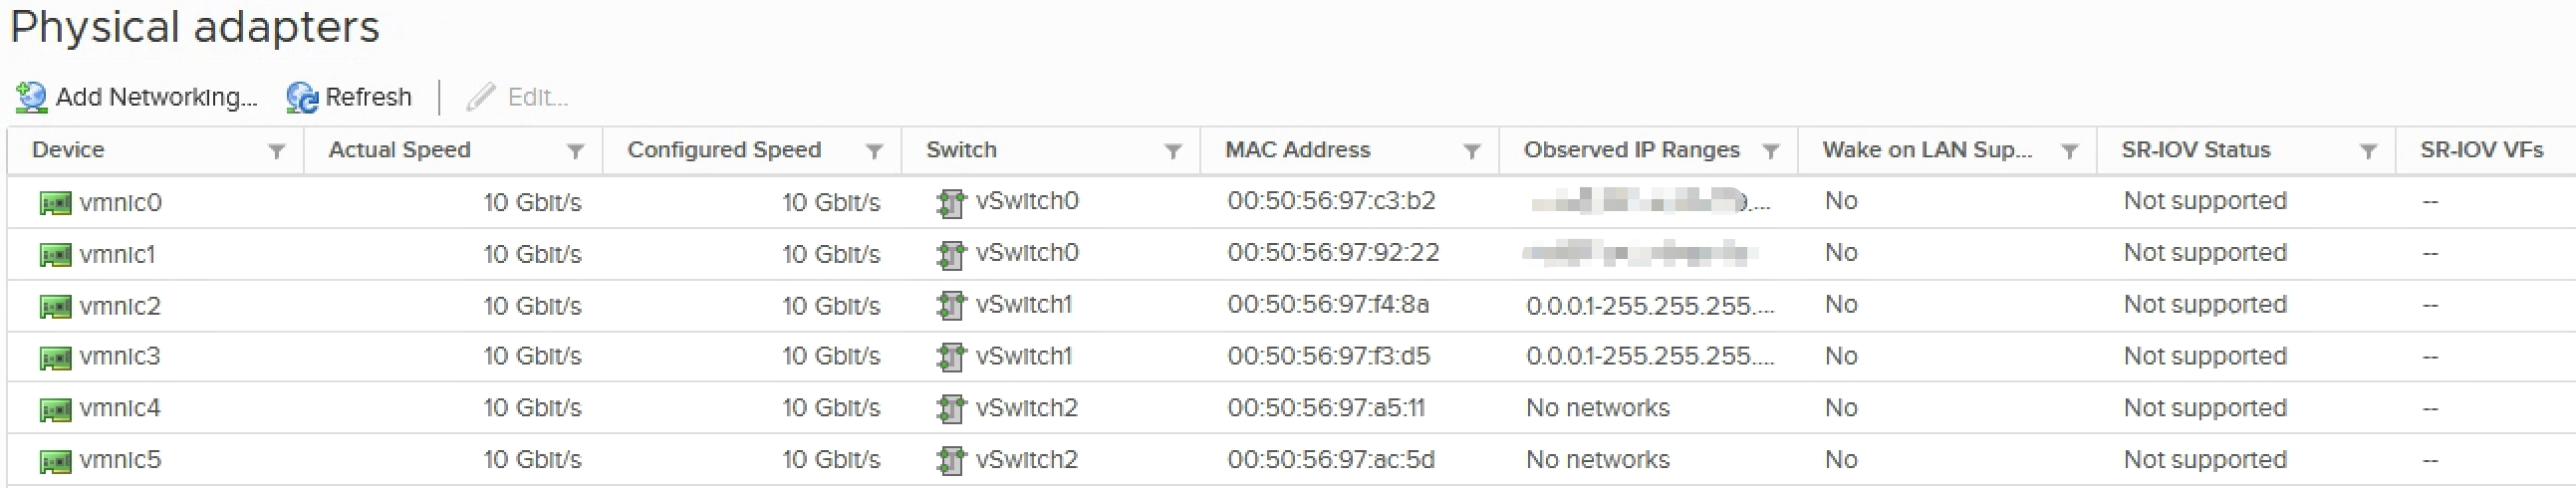 Physical adapters
Add Networking... Refresh Edit...
Device Actual Speed Configured Speed Switch MAC Address Observed IP Ranges Wake on LAN Sup... SR-IOV Status SR-IOV VFs
vmnic0 10 Gbit/s 10 Gbit/s vSwitch0 00:50:56:97:c3:b2 No Not supported --
vmnic1 10 Gbit/s 10 Gbit/s vSwitch0 00:50:56:97:92:22 No Not supported --
vmnic2 10 Gbit/s 10 Gbit/s vSwitch1 00:50:56:97:f4:8a 0.0.0.1-255.255.255.... No Not supported --
vmnic3 10 Gbit/s 10 Gbit/s vSwitch1 00:50:56:97:f3:d5 0.0.0.1-255.255.255.... No Not supported --
vmnic4 10 Gbit/s 10 Gbit/s vSwitch2 00:50:56:97:a5:11 No networks No Not supported --
vmnic5 10 Gbit/s 10 Gbit/s vSwitch2 00:50:56:97:ac:5d No networks No Not supported --